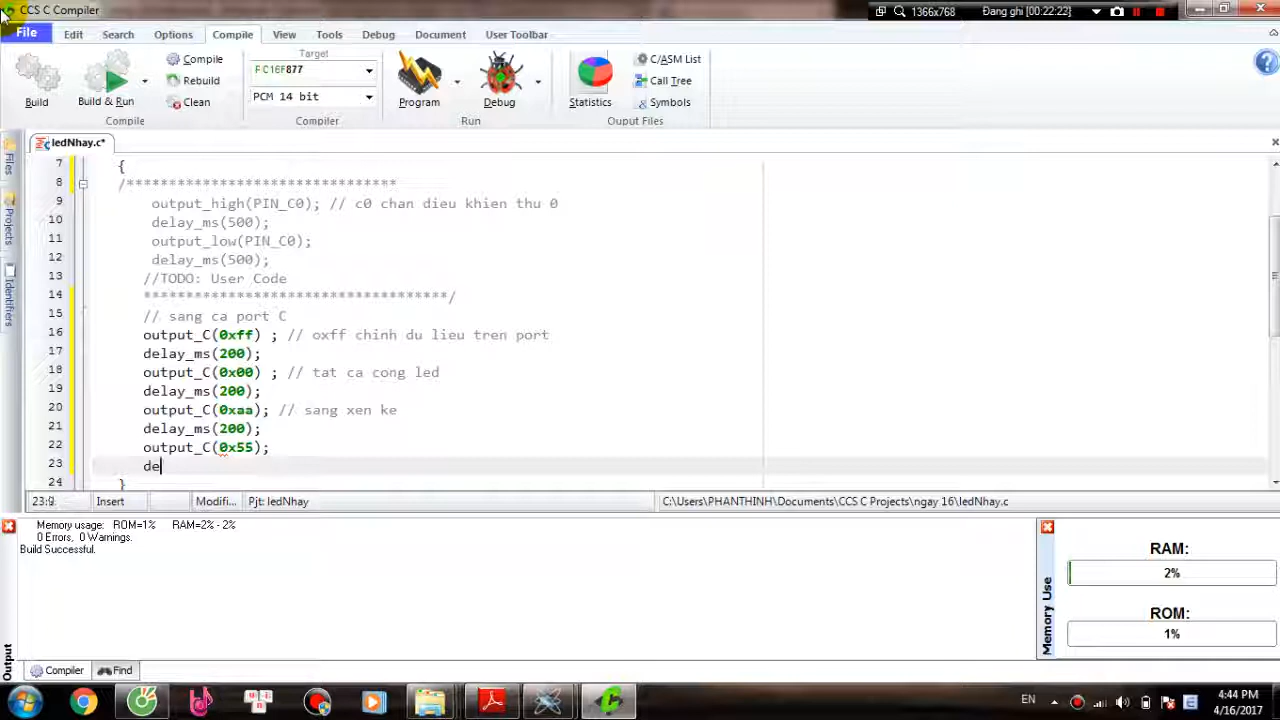 CCS C Compiler
1366x768
Đang ghi [00:22:22]
File
Edit
Search
Options
Compile
View
Tools
Debug
Document
User Toolbar
Build
Build & Run
Compile
Rebuild
Clean
Compile
Target
PIC16F877
PCM 14 bit
Compiler
Program
Debug
Run
Statistics
C/ASM List
Call Tree
Symbols
Ouput Files
Files
Projects
Identifiers
ledNhay.c*
7 {
8 /********************************
9 output_high(PIN_C0); // c0 chan dieu khien thu 0
10 delay_ms(500);
11 output_low(PIN_C0);
12 delay_ms(500);
13 //TODO: User Code
14 ************************************/
15 // sang ca port C
16 output_C(0xff) ; // oxff chinh du lieu tren port
17 delay_ms(200);
18 output_C(0x00) ; // tat ca cong led
19 delay_ms(200);
20 output_C(0xaa); // sang xen ke
21 delay_ms(200);
22 output_C(0x55);
23 de
24 }
23:9
Insert
Modifi...
Pjt: ledNhay
C:\Users\PHANTHINH\Documents\CCS C Projects\ngay 16\ledNhay.c
Memory usage: ROM=1% RAM=2% - 2%
0 Errors, 0 Warnings.
Build Successful.
Output
Memory Use
RAM:
2%
ROM:
1%
Compiler
Find
EN
4:44 PM
4/16/2017